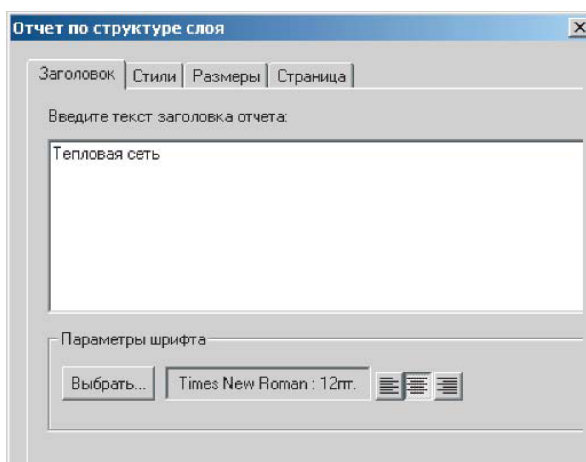 Отчет по структуре слоя
Заголовок Стили Размеры Страница
Введите текст заголовка отчета:
Тепловая сеть
Параметры шрифта
Выбрать... Times New Roman : 12пт.